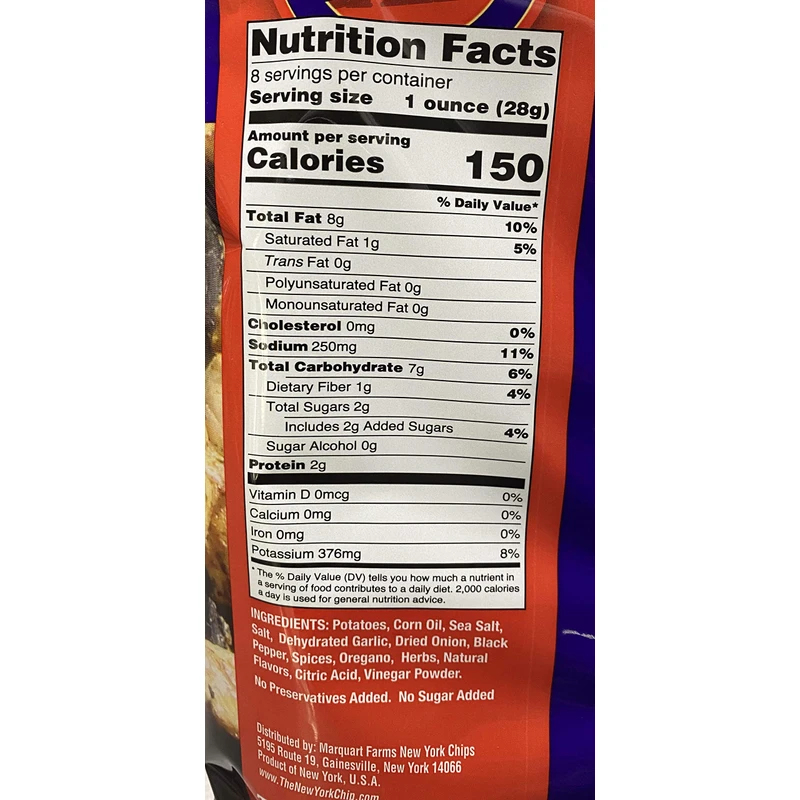 Nutrition Facts
8 servings per container
Serving size 1 ounce (28g)
Amount per serving
Calories 150
% Daily Value*
Total Fat 8g 10%
Saturated Fat 1g 5%
Trans Fat 0g
Polyunsaturated Fat 0g
Monounsaturated Fat 0g
Cholesterol 0mg 0%
Sodium 250mg 11%
Total Carbohydrate 7g 6%
Dietary Fiber 1g 4%
Total Sugars 2g
Includes 2g Added Sugars 4%
Sugar Alcohol 0g
Protein 2g
Vitamin D 0mcg 0%
Calcium 0mg 0%
Iron 0mg 0%
Potassium 376mg 8%
* The % Daily Value (DV) tells you how much a nutrient in
a serving of food contributes to a daily diet. 2,000 calories
a day is used for general nutrition advice.
INGREDIENTS: Potatoes, Corn Oil, Sea Salt,
Salt, Dehydrated Garlic, Dried Onion, Black
Pepper, Spices, Oregano, Herbs, Natural
Flavors, Citric Acid, Vinegar Powder.
No Preservatives Added. No Sugar Added
Distributed by: Marquart Farms New York Chips
5195 Route 19, Gainesville, New York 14066
Product of New York, U.S.A.
www.TheNewYorkChip.com